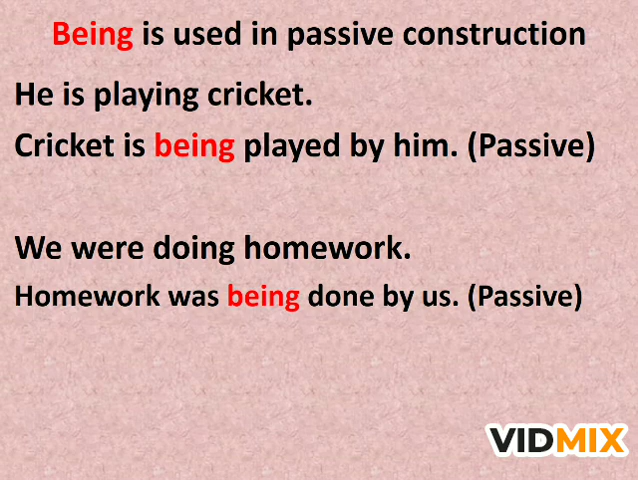 Being is used in passive construction
He is playing cricket.
Cricket is being played by him. (Passive)
We were doing homework.
Homework was being done by us. (Passive)
VIDMIX